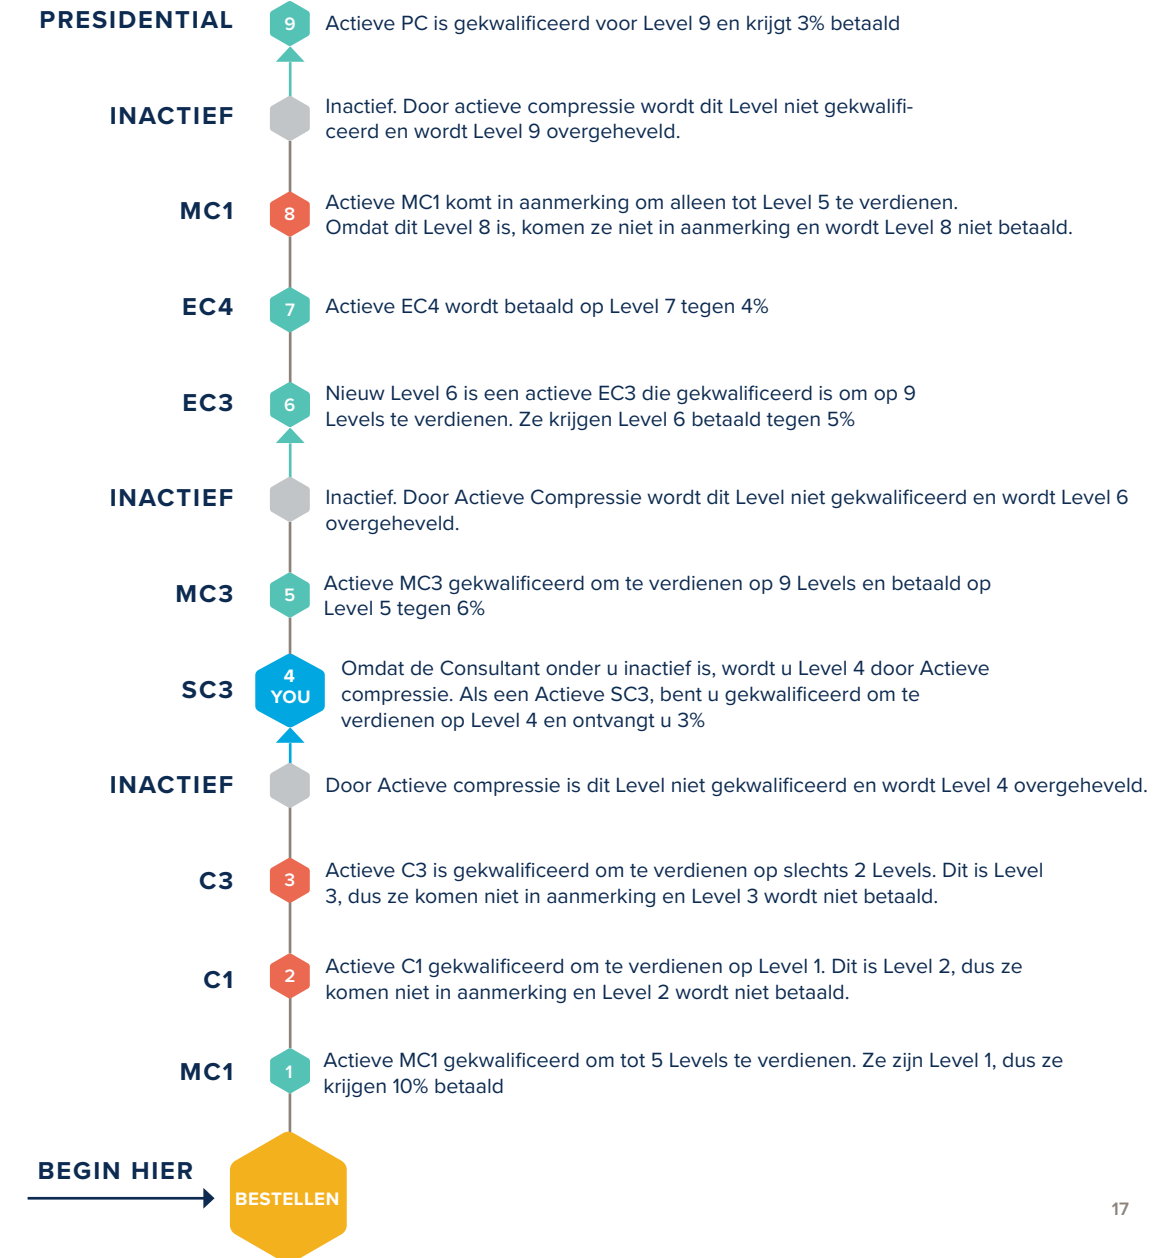 PRESIDENTIAL
9
Actieve PC is gekwalificeerd voor Level 9 en krijgt 3% betaald
INACTIEF
Inactief. Door actieve compressie wordt dit Level niet gekwalifi-
ceerd en wordt Level 9 overgeheveld.
MC1
8
Actieve MC1 komt in aanmerking om alleen tot Level 5 te verdienen.
Omdat dit Level 8 is, komen ze niet in aanmerking en wordt Level 8 niet betaald.
EC4
7
Actieve EC4 wordt betaald op Level 7 tegen 4%
EC3
6
Nieuw Level 6 is een actieve EC3 die gekwalificeerd is om op 9
Levels te verdienen. Ze krijgen Level 6 betaald tegen 5%
INACTIEF
Inactief. Door Actieve Compressie wordt dit Level niet gekwalificeerd en wordt Level 6
overgeheveld.
MC3
5
Actieve MC3 gekwalificeerd om te verdienen op 9 Levels en betaald op
Level 5 tegen 6%
SC3
4
YOU
Omdat de Consultant onder u inactief is, wordt u Level 4 door Actieve
compressie. Als een Actieve SC3, bent u gekwalificeerd om te
verdienen op Level 4 en ontvangt u 3%
INACTIEF
Door Actieve compressie is dit Level niet gekwalificeerd en wordt Level 4 overgeheveld.
C3
3
Actieve C3 is gekwalificeerd om te verdienen op slechts 2 Levels. Dit is Level
3, dus ze komen niet in aanmerking en Level 3 wordt niet betaald.
C1
2
Actieve C1 gekwalificeerd om te verdienen op Level 1. Dit is Level 2, dus ze
komen niet in aanmerking en Level 2 wordt niet betaald.
MC1
1
Actieve MC1 gekwalificeerd om tot 5 Levels te verdienen. Ze zijn Level 1, dus ze
krijgen 10% betaald
BEGIN HIER
BESTELLEN
17